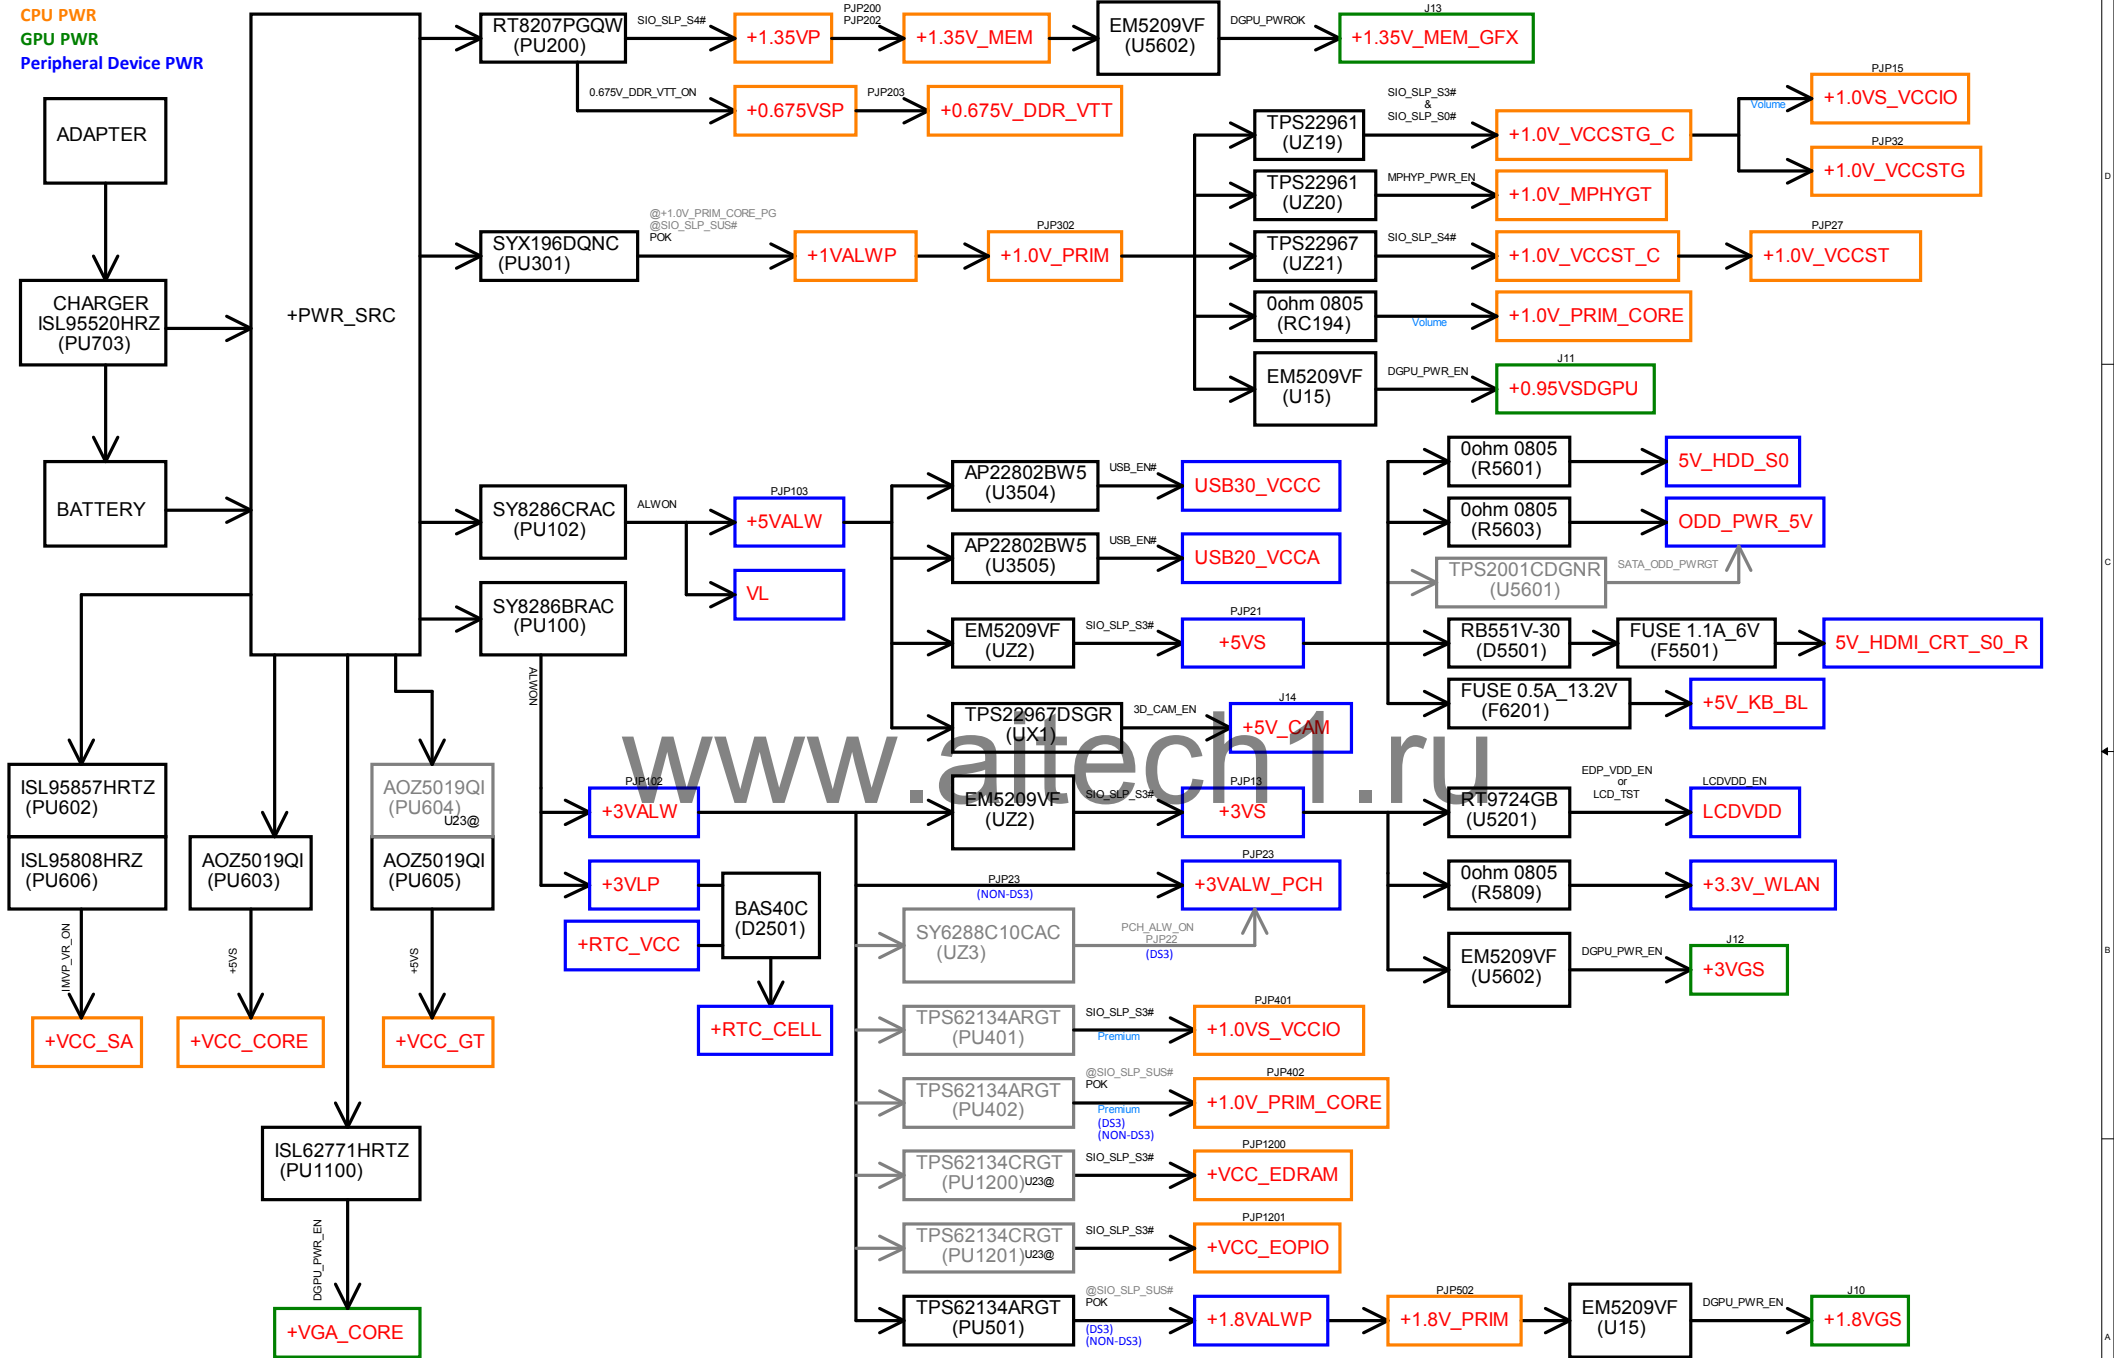 CPU PWR
GPU PWR
Peripheral Device PWR
ADAPTER
CHARGER
ISL95520HRZ
(PU703)
BATTERY
+PWR_SRC
RT8207PGQW
(PU200)
SIO_SLP_S4#
+1.35VP
PJP200
PJP202
+1.35V_MEM
EM5209VF
(U5602)
DGPU_PWROK
J13
+1.35V_MEM_GFX
0.675V_DDR_VTT_ON
+0.675VSP
PJP203
+0.675V_DDR_VTT
SYX196DQNC
(PU301)
@+1.0V_PRIM_CORE_PG
@SIO_SLP_SUS#
POK
+1VALWP
PJP302
+1.0V_PRIM
TPS22961
(UZ19)
SIO_SLP_S3#
&
SIO_SLP_S0#
+1.0V_VCCSTG_C
Volume
PJP15
+1.0VS_VCCIO
PJP32
+1.0V_VCCSTG
TPS22961
(UZ20)
MPHYP_PWR_EN
+1.0V_MPHYGT
TPS22967
(UZ21)
SIO_SLP_S4#
+1.0V_VCCST_C
PJP27
+1.0V_VCCST
0ohm 0805
(RC194)
Volume
+1.0V_PRIM_CORE
EM5209VF
(U15)
DGPU_PWR_EN
J11
+0.95VSDGPU
SY8286CRAC
(PU102)
ALWON
PJP103
+5VALW
VL
AP22802BW5
(U3504)
USB_EN#
USB30_VCCC
AP22802BW5
(U3505)
USB_EN#
USB20_VCCA
EM5209VF
(UZ2)
SIO_SLP_S3#
PJP21
+5VS
TPS22967DSGR
(UX1)
3D_CAM_EN
J14
+5V_CAM
0ohm 0805
(R5601)
5V_HDD_S0
0ohm 0805
(R5603)
ODD_PWR_5V
TPS2001CDGNR
(U5601)
SATA_ODD_PWRGT
RB551V-30
(D5501)
FUSE 1.1A_6V
(F5501)
5V_HDMI_CRT_S0_R
FUSE 0.5A_13.2V
(F6201)
+5V_KB_BL
SY8286BRAC
(PU100)
ALWON
PJP102
+3VALW
+3VLP
+RTC_VCC
BAS40C
(D2501)
+RTC_CELL
EM5209VF
(UZ2)
SIO_SLP_S3#
PJP13
+3VS
RT9724GB
(U5201)
EDP_VDD_EN
or
LCD_TST
LCDVDD_EN
LCDVDD
0ohm 0805
(R5809)
+3.3V_WLAN
EM5209VF
(U5602)
DGPU_PWR_EN
J12
+3VGS
PJP23
(NON-DS3)
PJP23
+3VALW_PCH
SY6288C10CAC
(UZ3)
PCH_ALW_ON
PJP22
(DS3)
TPS62134ARGT
(PU401)
SIO_SLP_S3#
Premium
PJP401
+1.0VS_VCCIO
TPS62134ARGT
(PU402)
@SIO_SLP_SUS#
POK
Premium
(DS3)
(NON-DS3)
PJP402
+1.0V_PRIM_CORE
TPS62134CRGT
(PU1200)U23@
SIO_SLP_S3#
PJP1200
+VCC_EDRAM
TPS62134CRGT
(PU1201)U23@
SIO_SLP_S3#
PJP1201
+VCC_EOPIO
TPS62134ARGT
(PU501)
@SIO_SLP_SUS#
POK
(DS3)
(NON-DS3)
+1.8VALWP
PJP502
+1.8V_PRIM
EM5209VF
(U15)
DGPU_PWR_EN
J10
+1.8VGS
ISL95857HRTZ
(PU602)
ISL95808HRZ
(PU606)
IMVP_VR_ON
+VCC_SA
AOZ5019QI
(PU603)
+5VS
+VCC_CORE
AOZ5019QI
(PU604)
U23@
AOZ5019QI
(PU605)
+5VS
+VCC_GT
ISL62771HRTZ
(PU1100)
DGPU_PWR_EN
+VGA_CORE
www.aitech1.ru
D
C
B
A